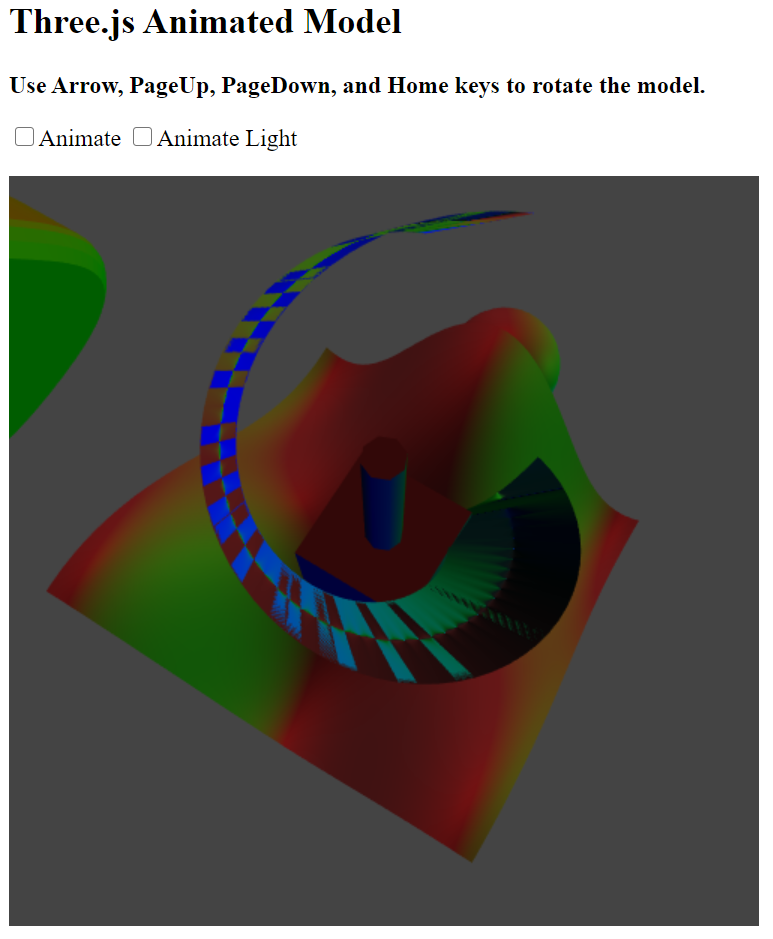 Three.js Animated Model
Use Arrow, PageUp, PageDown, and Home keys to rotate the model.
Animate Animate Light